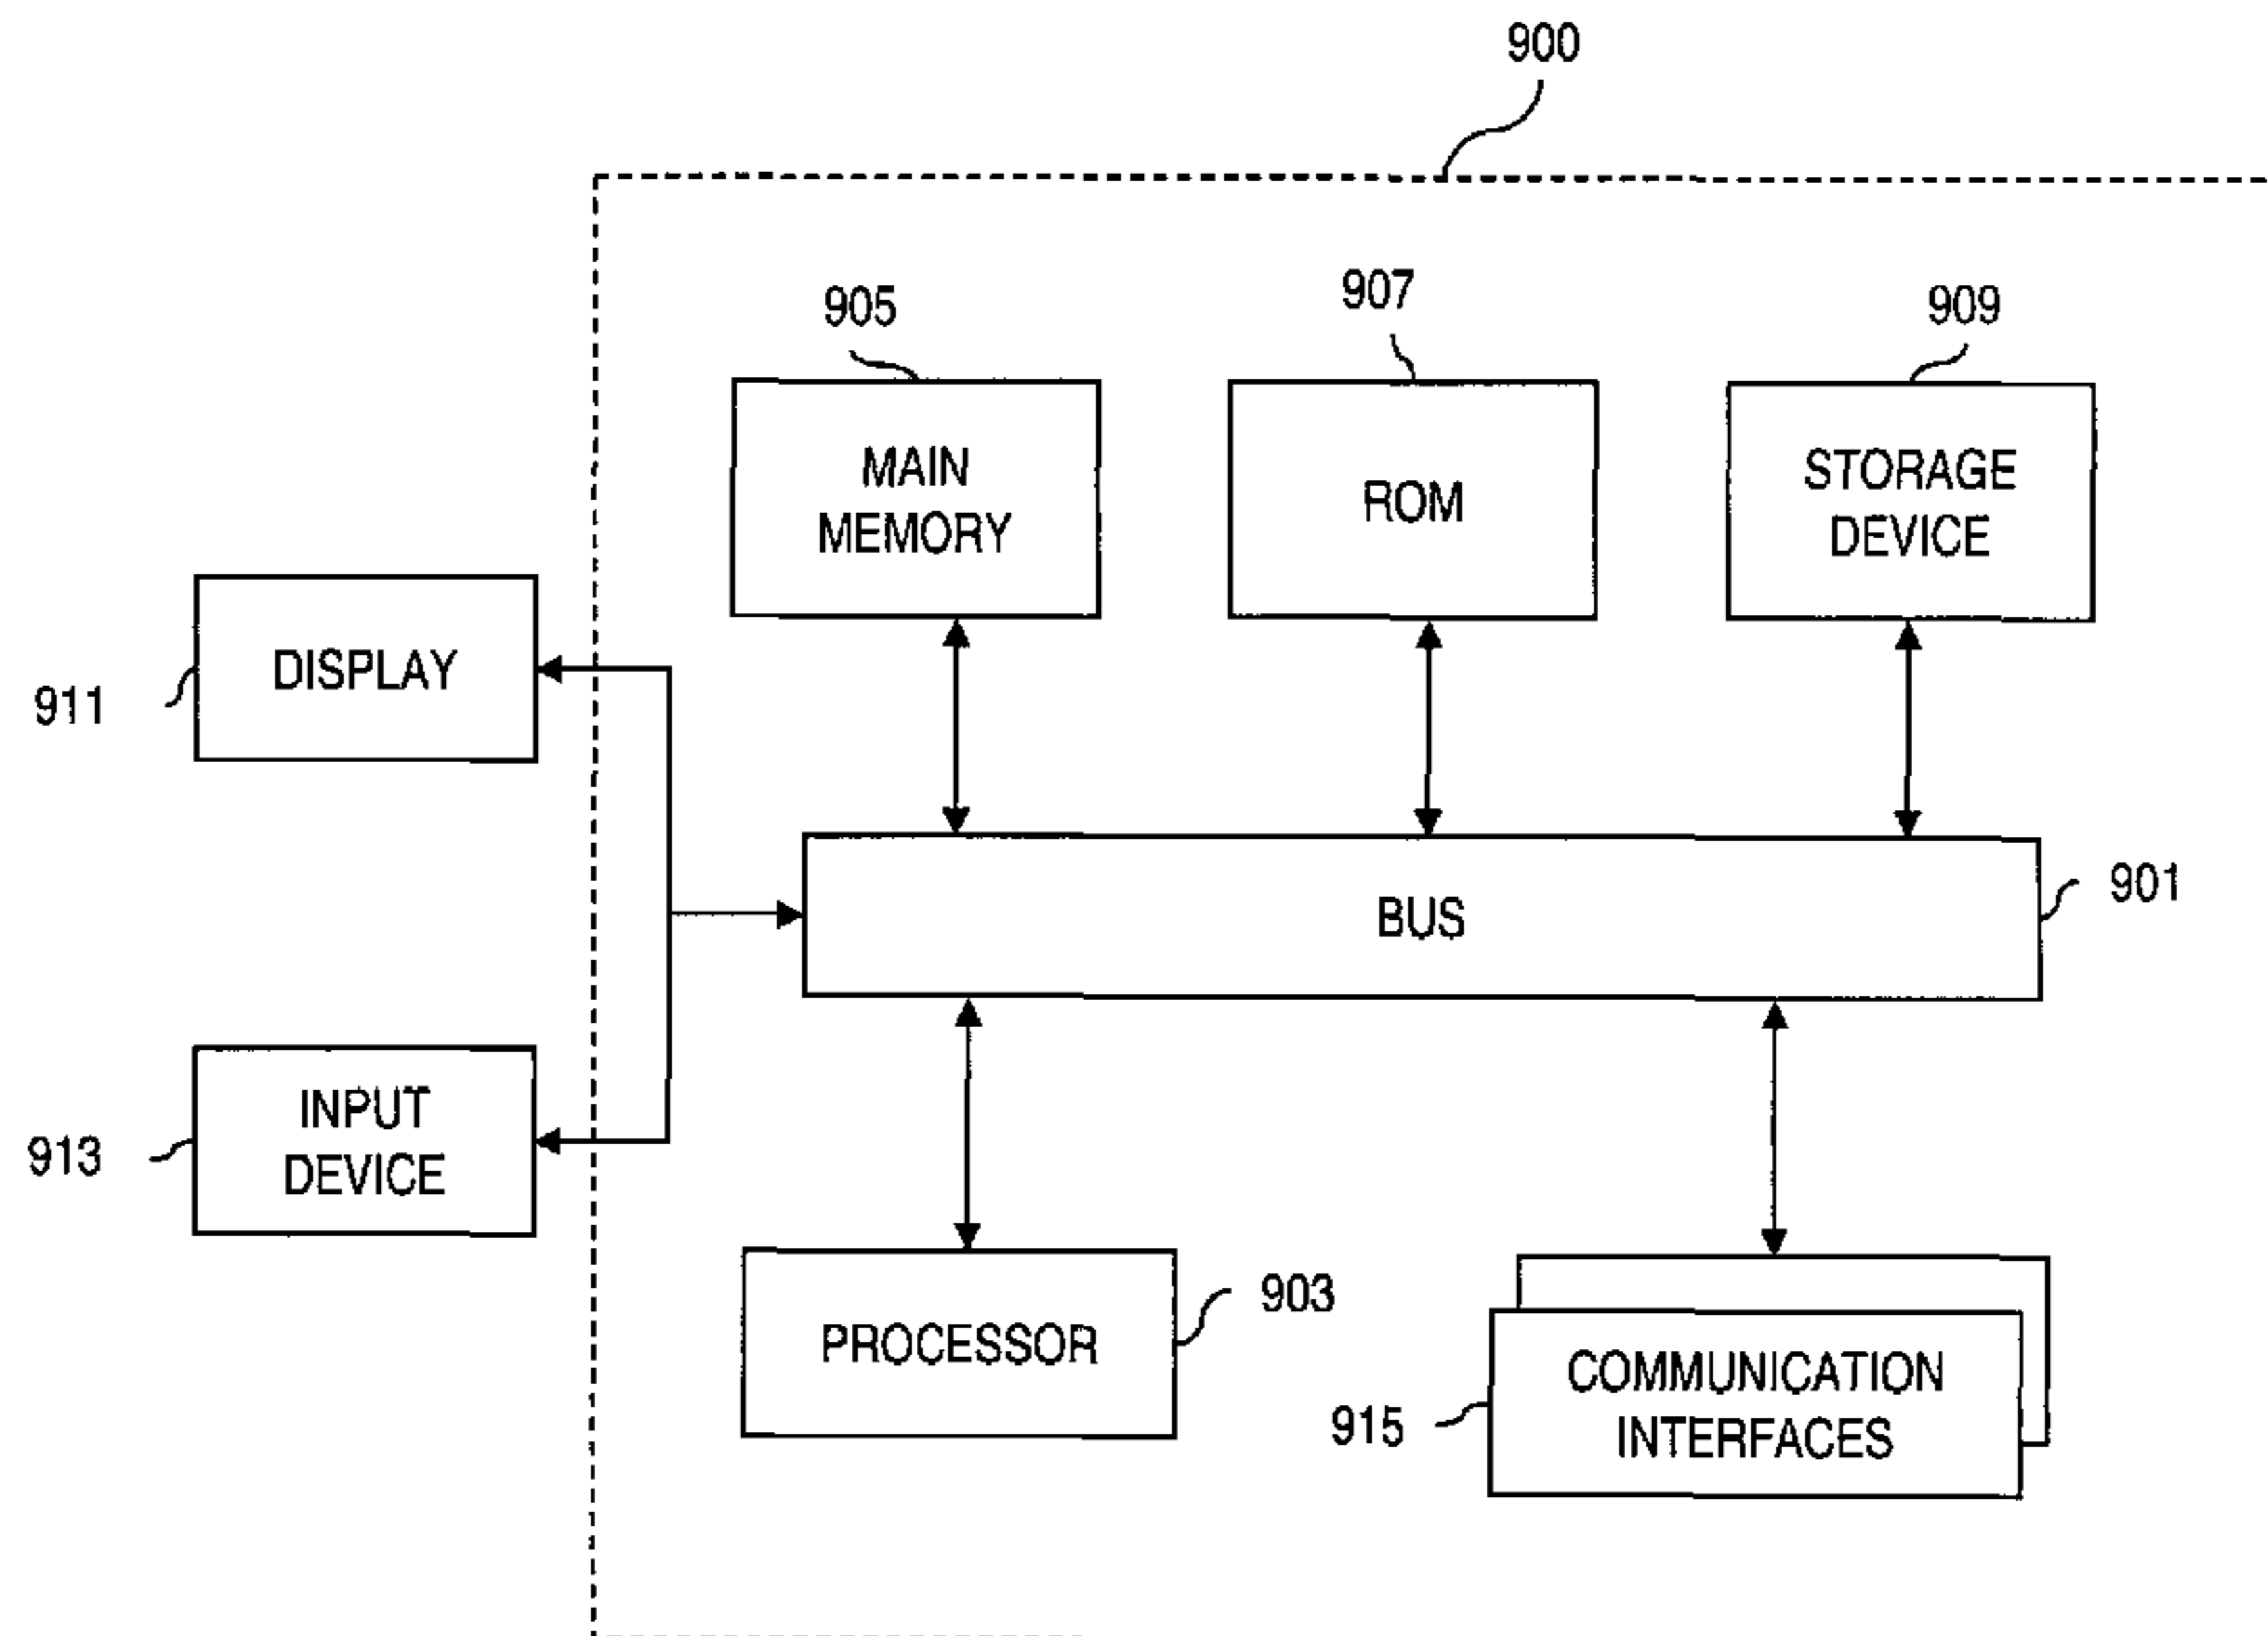 900
905
907
909
MAIN
MEMORY
ROM
STORAGE
DEVICE
911
DISPLAY
901
BUS
913
INPUT
DEVICE
903
PROCESSOR
915
COMMUNICATION
INTERFACES